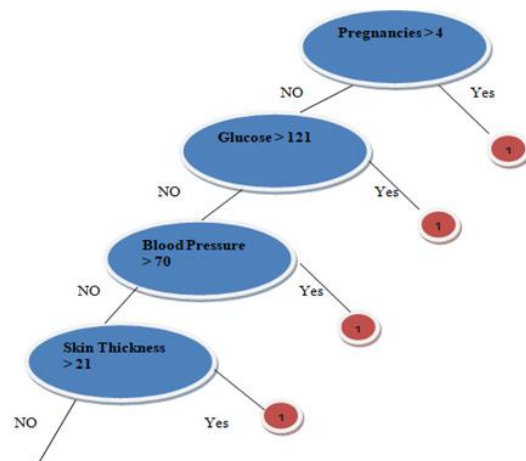 Pregnancies > 4
NO
Yes
Glucose > 121
1
NO
Yes
1
Blood Pressure
> 70
NO
Yes
1
Skin Thickness
> 21
NO
Yes
1